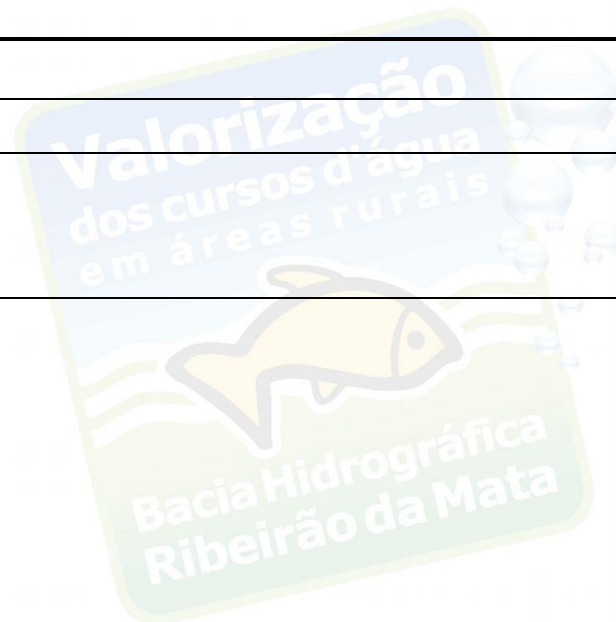 Valorização
dos cursos d'água
em áreas rurais
Bacia Hidrográfica
Ribeirão da Mata